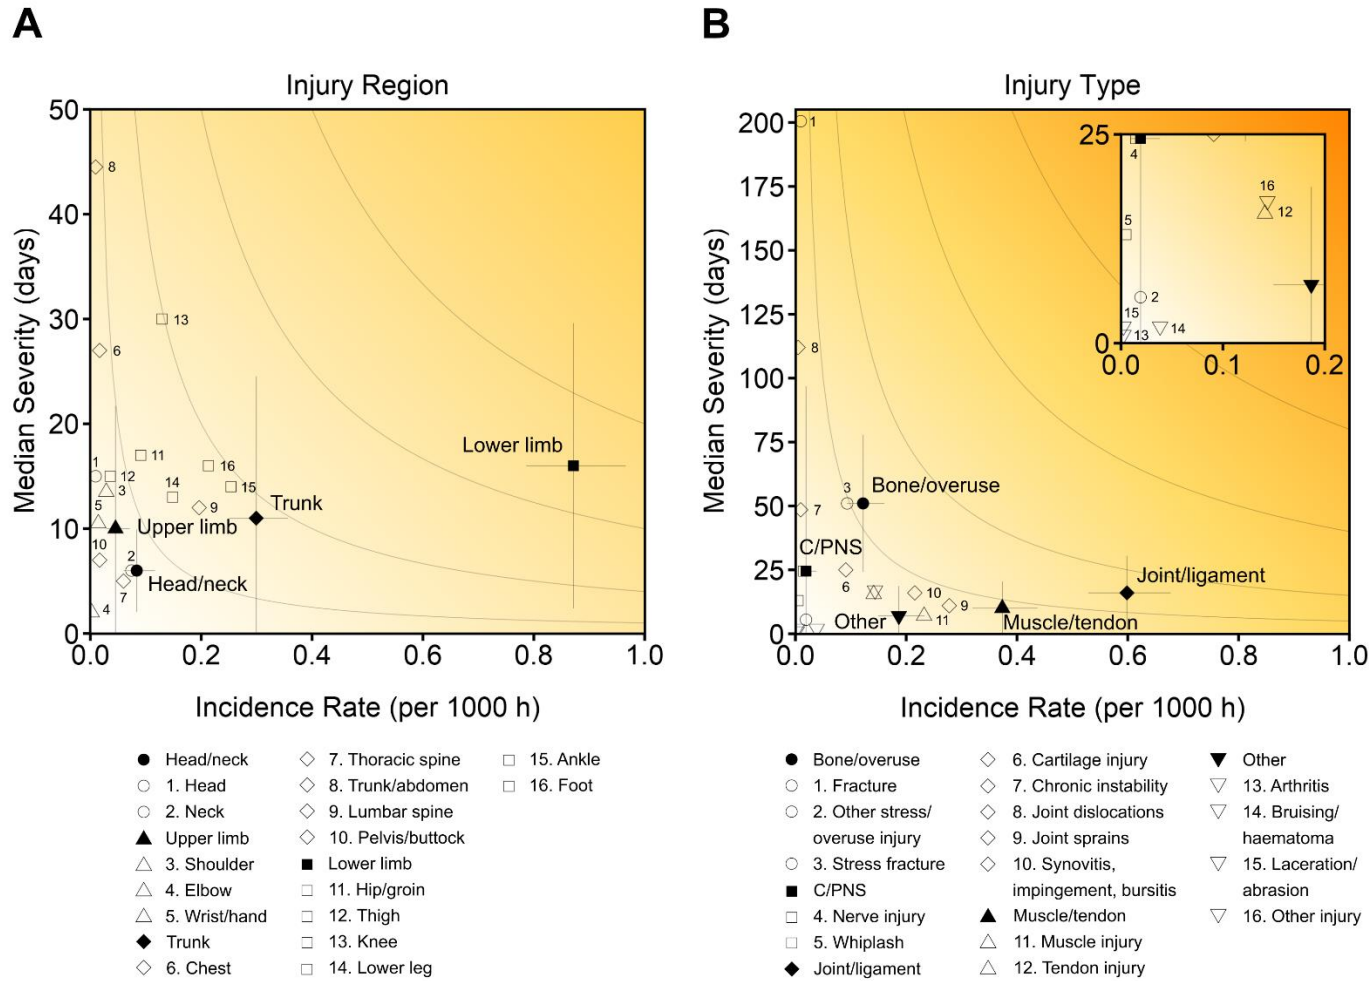 A
B
Injury Region
Injury Type
Median Severity (days)
50
40
30
20
10
0
0.0
0.2
0.4
0.6
0.8
1.0
8
6
13
1
12
3
11
14
16
15
5
9
10
2
7
4
Lower limb
Trunk
Upper limb
Head/neck
Incidence Rate (per 1000 h)
Median Severity (days)
200
175
150
125
100
75
50
25
0
0.0
0.2
0.4
0.6
0.8
1.0
1
8
3
7
6
10
9
11
Bone/overuse
C/PNS
Joint/ligament
Other
Muscle/tendon
25
0
0.0
0.1
0.2
4
5
16
12
2
15
14
13
Incidence Rate (per 1000 h)
Head/neck
1. Head
2. Neck
Upper limb
3. Shoulder
4. Elbow
5. Wrist/hand
Trunk
6. Chest
7. Thoracic spine
8. Trunk/abdomen
9. Lumbar spine
10. Pelvis/buttock
Lower limb
11. Hip/groin
12. Thigh
13. Knee
14. Lower leg
15. Ankle
16. Foot
Bone/overuse
1. Fracture
2. Other stress/
overuse injury
3. Stress fracture
C/PNS
4. Nerve injury
5. Whiplash
Joint/ligament
6. Cartilage injury
7. Chronic instability
8. Joint dislocations
9. Joint sprains
10. Synovitis,
impingement, bursitis
Muscle/tendon
11. Muscle injury
12. Tendon injury
Other
13. Arthritis
14. Bruising/
haematoma
15. Laceration/
abrasion
16. Other injury